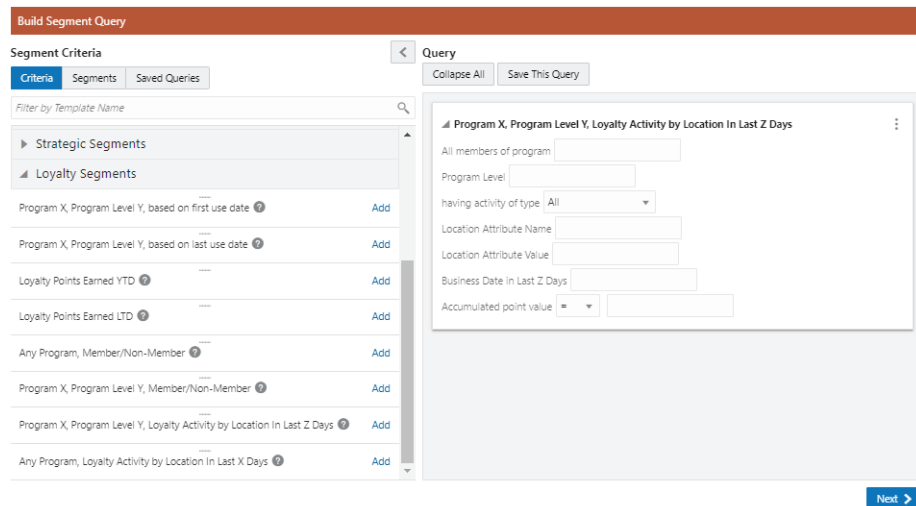 Build Segment Query
Segment Criteria
Criteria Segments Saved Queries
Filter by Template Name
Strategic Segments
Loyalty Segments
Program X, Program Level Y, based on first use date ? Add
Program X, Program Level Y, based on last use date ? Add
Loyalty Points Earned YTD ? Add
Loyalty Points Earned LTD ? Add
Any Program, Member/Non-Member ? Add
Program X, Program Level Y, Member/Non-Member ? Add
Program X, Program Level Y, Loyalty Activity by Location In Last Z Days ? Add
Any Program, Loyalty Activity by Location In Last X Days ? Add
Query
Collapse All Save This Query
Program X, Program Level Y, Loyalty Activity by Location In Last Z Days
All members of program
Program Level
having activity of type All
Location Attribute Name
Location Attribute Value
Business Date in Last Z Days
Accumulated point value =
Next